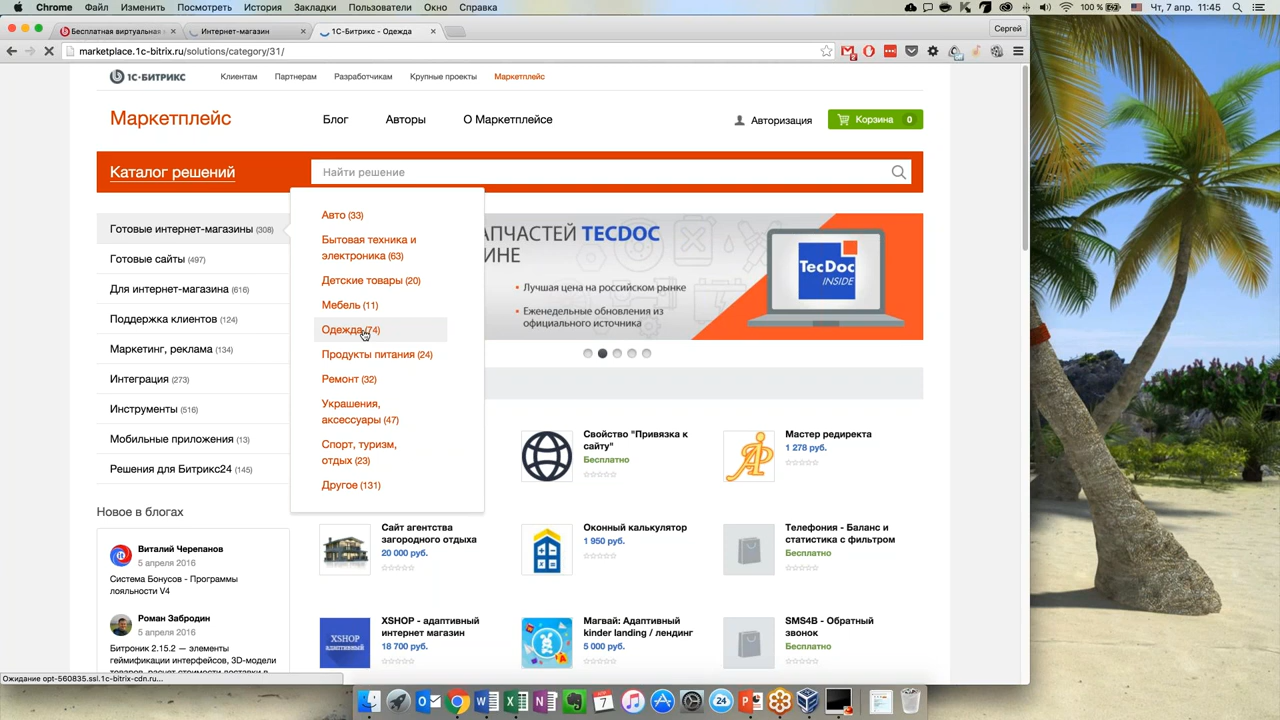 Chrome Файл Изменить Посмотреть История Закладки Пользователи Окно Справка
100 % Чт, 7 апр. 11:45
Бесплатная виртуальная Интернет-магазин 1С-Битрикс - Одежда Сергей
marketplace.1c-bitrix.ru/solutions/category/31/
1С-БИТРИКС Клиентам Партнерам Разработчикам Крупные проекты Маркетплейс
Маркетплейс Блог Авторы О Маркетплейсе Авторизация Корзина 0
Каталог решений Найти решение
Готовые интернет-магазины (308)
Готовые сайты (497)
Для интернет-магазина (616)
Поддержка клиентов (124)
Маркетинг, реклама (134)
Интеграция (273)
Инструменты (516)
Мобильные приложения (13)
Решения для Битрикс24 (145)
Авто (33)
Бытовая техника и
электроника (63)
Детские товары (20)
Мебель (11)
Одежда (74)
Продукты питания (24)
Ремонт (32)
Украшения,
аксессуары (47)
Спорт, туризм,
отдых (23)
Другое (131)
АПЧАСТЕЙ TECDOC
ИНЕ
Лучшая цена на российском рынке
Еженедельные обновления из
официального источника
TecDoc
INSIDE
Свойство "Привязка к
сайту"
Бесплатно
Мастер редиректа
1 278 руб.
Сайт агентства
загородного отдыха
20 000 руб.
Оконный калькулятор
1 950 руб.
Телефония - Баланс и
статистика с фильтром
Бесплатно
XSHOP
адаптивный
XSHOP - адаптивный
интернет магазин
18 700 руб.
Магвай: Адаптивный
kinder landing / лендинг
5 000 руб.
SMS4B - Обратный
звонок
Бесплатно
Новое в блогах
Виталий Черепанов
5 апреля 2016
Система Бонусов - Программы
лояльности V4
Роман Забродин
5 апреля 2016
Битроник 2.15.2 — элементы
геймификации интерфейсов, 3D-модели
Ожидание opt-560835.ssl.1c-bitrix-cdn.ru...
7
24